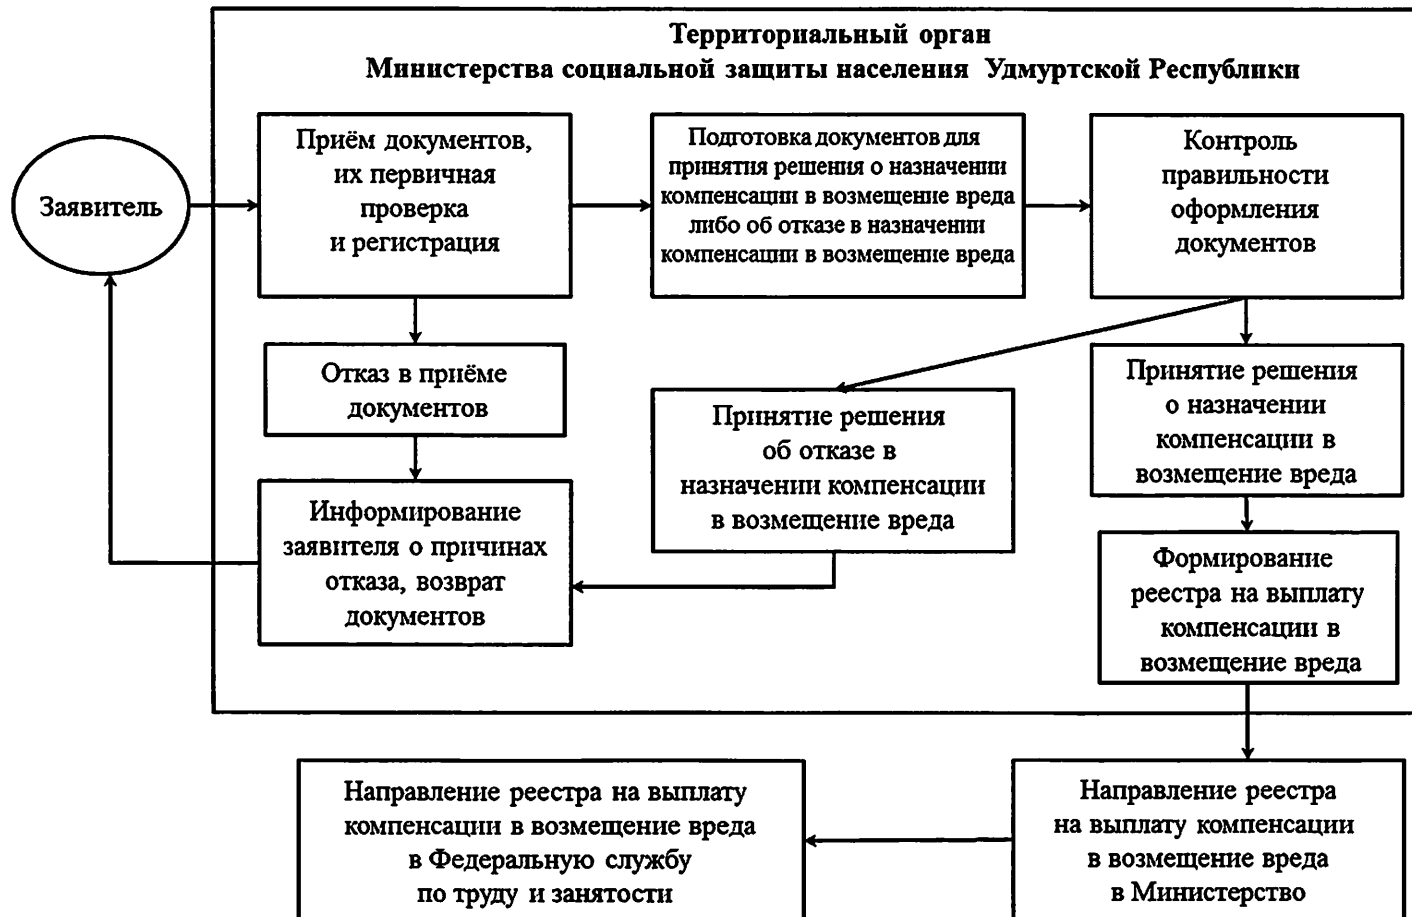 Территориальный орган
Министерства социальной защиты населения Удмуртской Республики
Заявитель
Приём документов,
их первичная
проверка
и регистрация
Подготовка документов для
принятия решения о назначении
компенсации в возмещение вреда
либо об отказе в назначении
компенсации в возмещение вреда
Контроль
правильности
оформления
документов
Отказ в приёме
документов
Принятие решения
об отказе в
назначении компенсации
в возмещение вреда
Принятие решения
о назначении
компенсации в
возмещение вреда
Информирование
заявителя о причинах
отказа, возврат
документов
Формирование
реестра на выплату
компенсации в
возмещение вреда
Направление реестра на выплату
компенсации в возмещение вреда
в Федеральную службу
по труду и занятости
Направление реестра
на выплату компенсации
в возмещение вреда
в Министерство